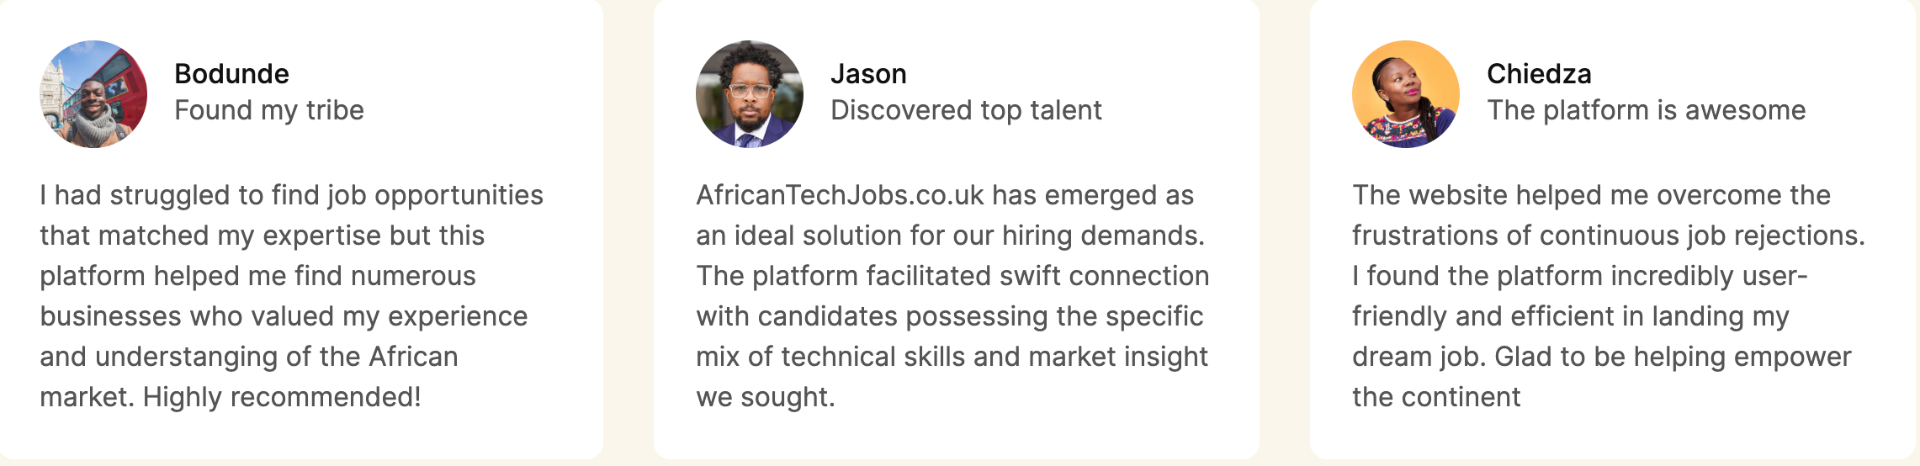 Bodunde
Found my tribe
I had struggled to find job opportunities
that matched my expertise but this
platform helped me find numerous
businesses who valued my experience
and understanging of the African
market. Highly recommended!
Jason
Discovered top talent
AfricanTechJobs.co.uk has emerged as
an ideal solution for our hiring demands.
The platform facilitated swift connection
with candidates possessing the specific
mix of technical skills and market insight
we sought.
Chiedza
The platform is awesome
The website helped me overcome the
frustrations of continuous job rejections.
I found the platform incredibly user-
friendly and efficient in landing my
dream job. Glad to be helping empower
the continent